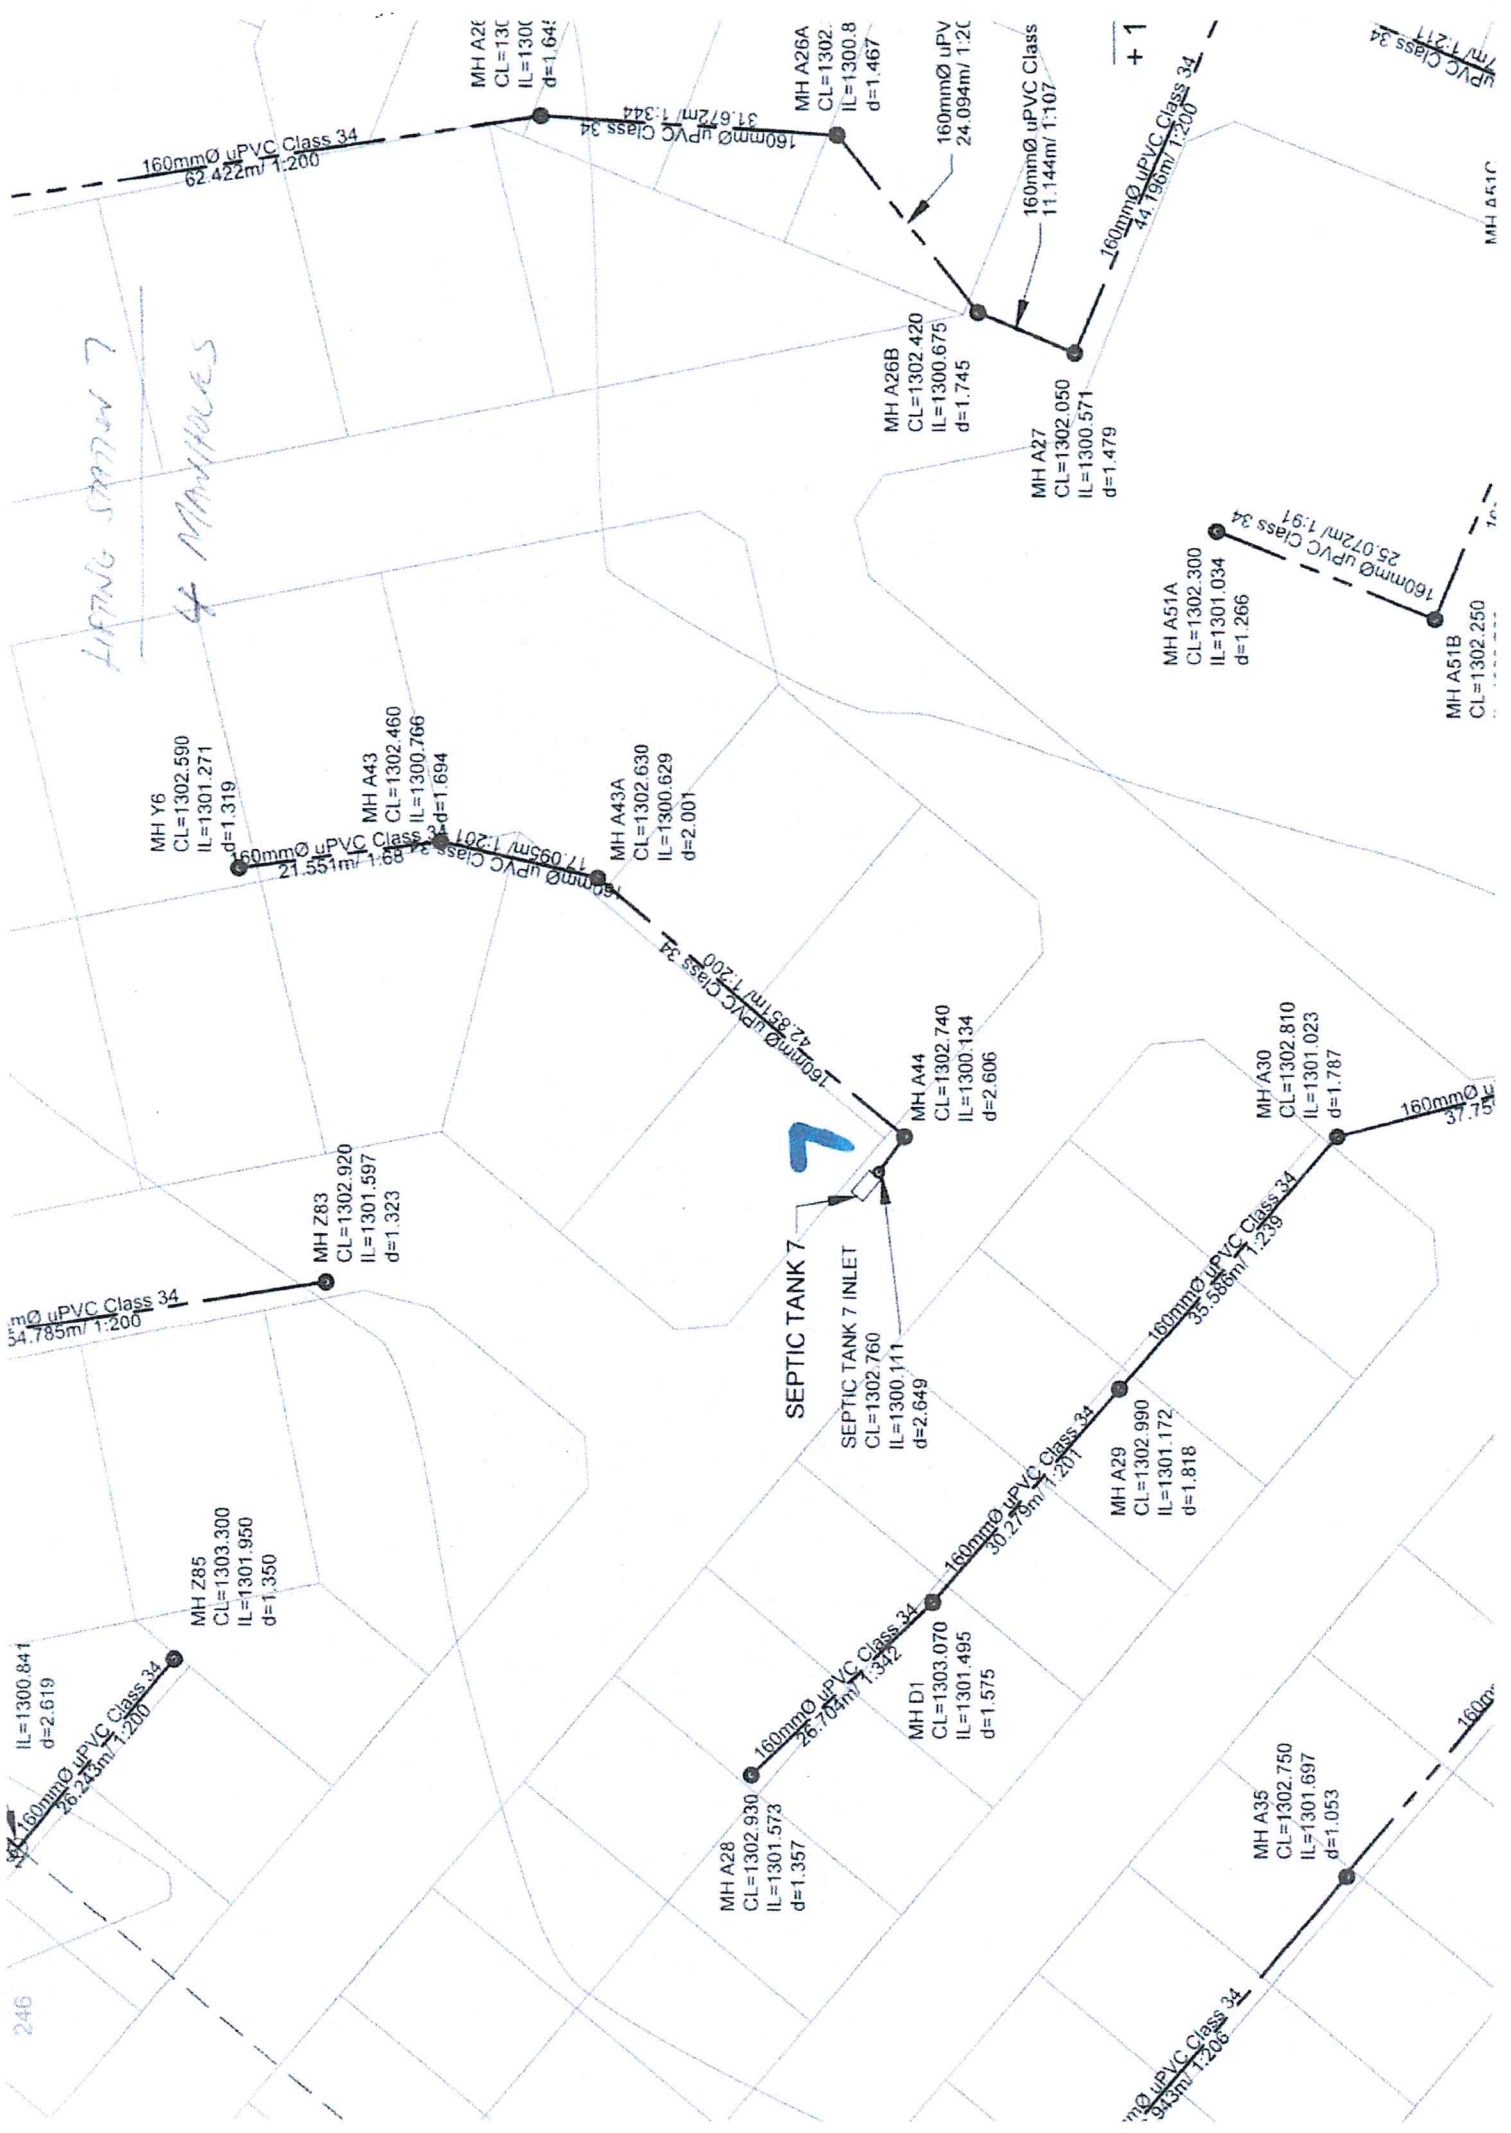 246
IL=1300.841
d=2.619
160mmØ uPVC Class 34
26.243m/ 1:200
MH Z85
CL=1303.300
IL=1301.950
d=1.350
mØ uPVC Class 34
54.785m/ 1:200
MH Z83
CL=1302.920
IL=1301.597
d=1.323
LIFTING STATION 7
4 MANHOLES
MH Y6
CL=1302.590
IL=1301.271
d=1.319
160mmØ uPVC Class 34
21.551m/ 1:68
MH A43
CL=1302.460
IL=1300.766
d=1.694
160mmØ uPVC Class 34
17.095m/ 1:201
MH A43A
CL=1302.630
IL=1300.629
d=2.001
160mmØ uPVC Class 34
42.851m/ 1:200
MH A44
CL=1302.740
IL=1300.134
d=2.606
7
SEPTIC TANK 7
SEPTIC TANK 7 INLET
CL=1302.760
IL=1300.111
d=2.649
160mmØ uPVC Class 34
62.422m/ 1:200
MH A26
CL=130
IL=1300
d=1.64
160mmØ uPVC Class 34
31.672m/ 1:344
MH A26A
CL=1302.
IL=1300.8
d=1.467
160mmØ uPV
24.094m/ 1:20
160mmØ uPVC Class
11.144m/ 1:107
MH A26B
CL=1302.420
IL=1300.675
d=1.745
MH A27
CL=1302.050
IL=1300.571
d=1.479
160mmØ uPVC Class 34
44.196m/ 1:200
+ 1
uPVC Class 34
7m/ 1:211
MH A51C
MH A51A
CL=1302.300
IL=1301.034
d=1.266
160mmØ uPVC Class 34
25.072m/ 1:91
MH A51B
CL=1302.250
MH A28
CL=1302.930
IL=1301.573
d=1.357
160mmØ uPVC Class 34
26.704m/ 1:342
MH D1
CL=1303.070
IL=1301.495
d=1.575
160mmØ uPVC Class 34
30.279m/ 1:201
MH A29
CL=1302.990
IL=1301.172
d=1.818
160mmØ uPVC Class 34
35.586m/ 1:239
MH A30
CL=1302.810
IL=1301.023
d=1.787
160mmØ u
37.75
MH A35
CL=1302.750
IL=1301.697
d=1.053
mØ uPVC Class 34
943m/ 1:206
160m